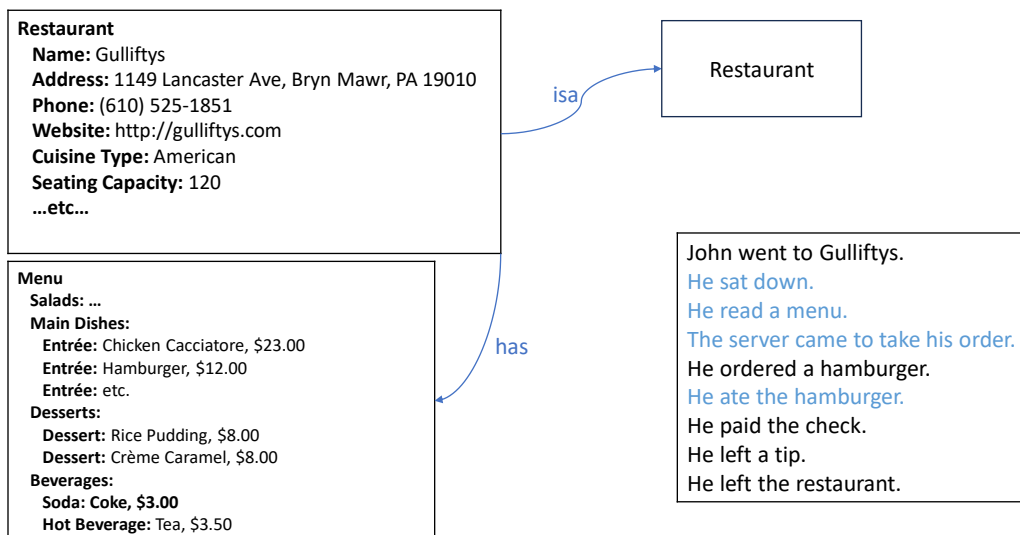 Restaurant
Name: Gulliftys
Address: 1149 Lancaster Ave, Bryn Mawr, PA 19010
Phone: (610) 525-1851
Website: http://gulliftys.com
Cuisine Type: American
Seating Capacity: 120
…etc…
isa
Restaurant
Menu
Salads: …
Main Dishes:
Entrée: Chicken Cacciatore, $23.00
Entrée: Hamburger, $12.00
Entrée: etc.
Desserts:
Dessert: Rice Pudding, $8.00
Dessert: Crème Caramel, $8.00
Beverages:
Soda: Coke, $3.00
Hot Beverage: Tea, $3.50
has
John went to Gulliftys.
He sat down.
He read a menu.
The server came to take his order.
He ordered a hamburger.
He ate the hamburger.
He paid the check.
He left a tip.
He left the restaurant.